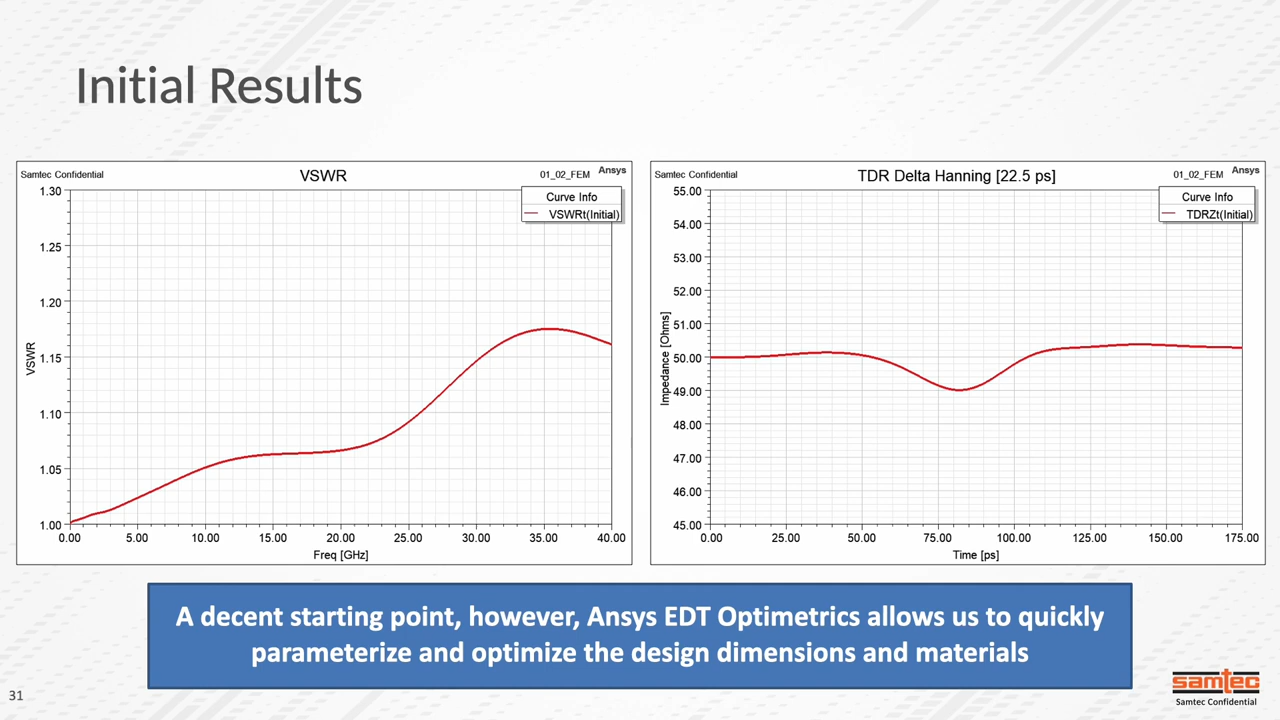 Initial Results
Samtec Confidential
VSWR
01_02_FEM
Ansys
Curve Info
VSWRt(Initial)
1.30
1.25
1.20
1.15
1.10
1.05
1.00
VSWR
0.00 5.00 10.00 15.00 20.00 25.00 30.00 35.00 40.00
Freq [GHz]
Samtec Confidential
TDR Delta Hanning [22.5 ps]
01_02_FEM
Ansys
Curve Info
TDRZt(Initial)
55.00
54.00
53.00
52.00
51.00
50.00
49.00
48.00
47.00
46.00
45.00
Impedance [Ohms]
0.00 25.00 50.00 75.00 100.00 125.00 150.00 175.00
Time [ps]
A decent starting point, however, Ansys EDT Optimetrics allows us to quickly
parameterize and optimize the design dimensions and materials
31
samtec
Samtec Confidential